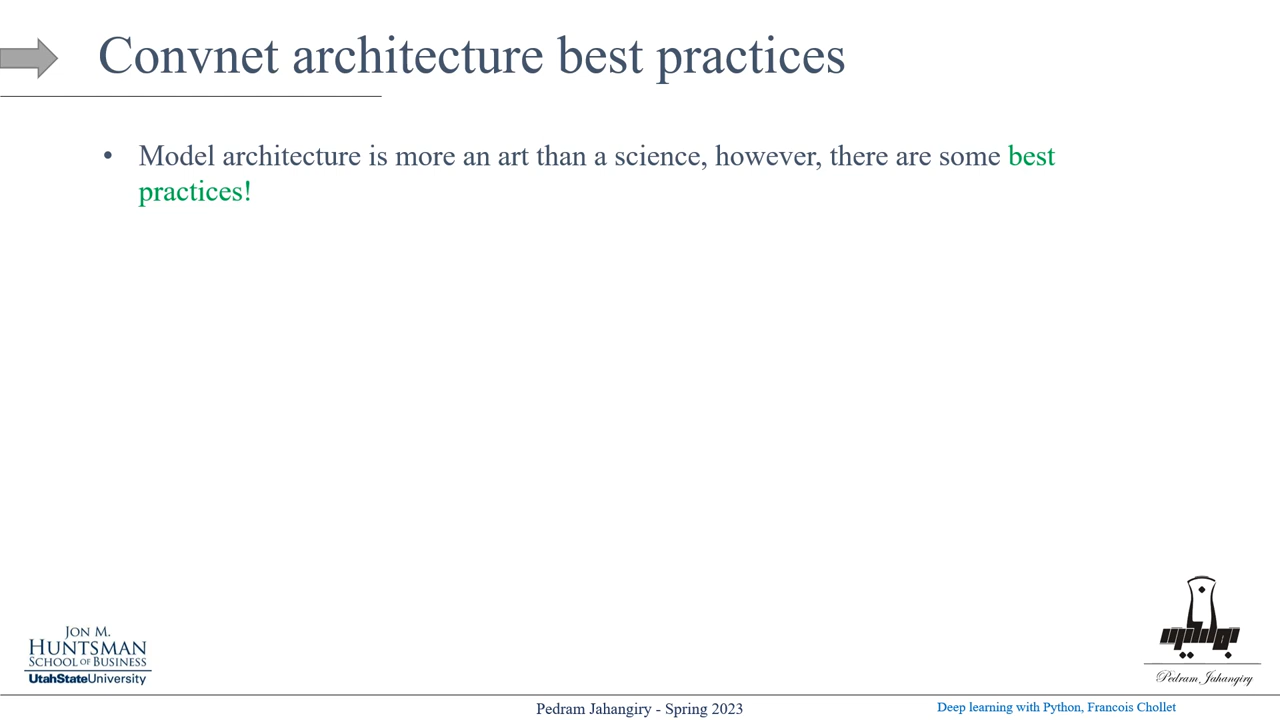 Convnet architecture best practices
• Model architecture is more an art than a science, however, there are some best
practices!
JON M.
HUNTSMAN
SCHOOL OF BUSINESS
UtahStateUniversity
Pedram Jahangiry
Pedram Jahangiry - Spring 2023
Deep learning with Python, Francois Chollet